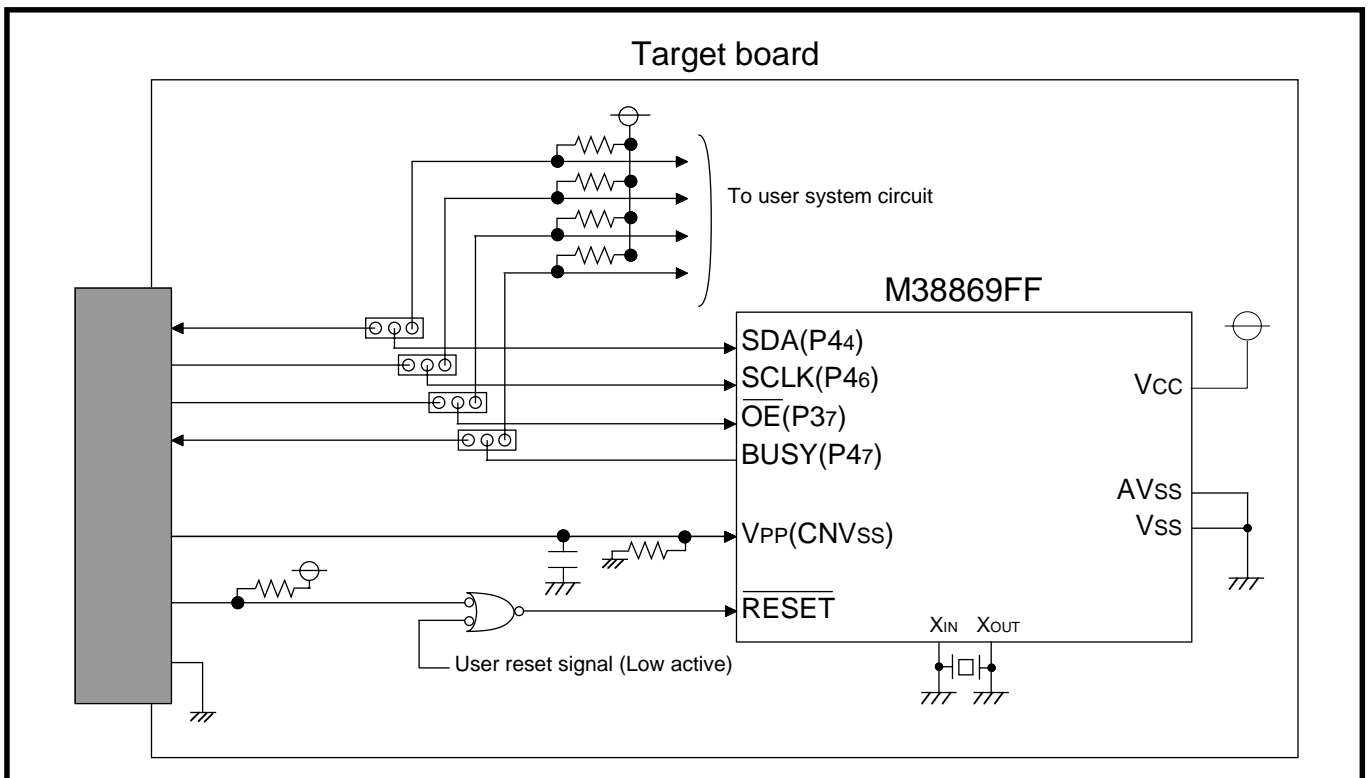 Target board
To user system circuit
M38869FF
SDA(P44)
SCLK(P46)
OE(P37)
BUSY(P47)
VCC
AVSS
VSS
VPP(CNVSS)
RESET
XIN XOUT
User reset signal (Low active)